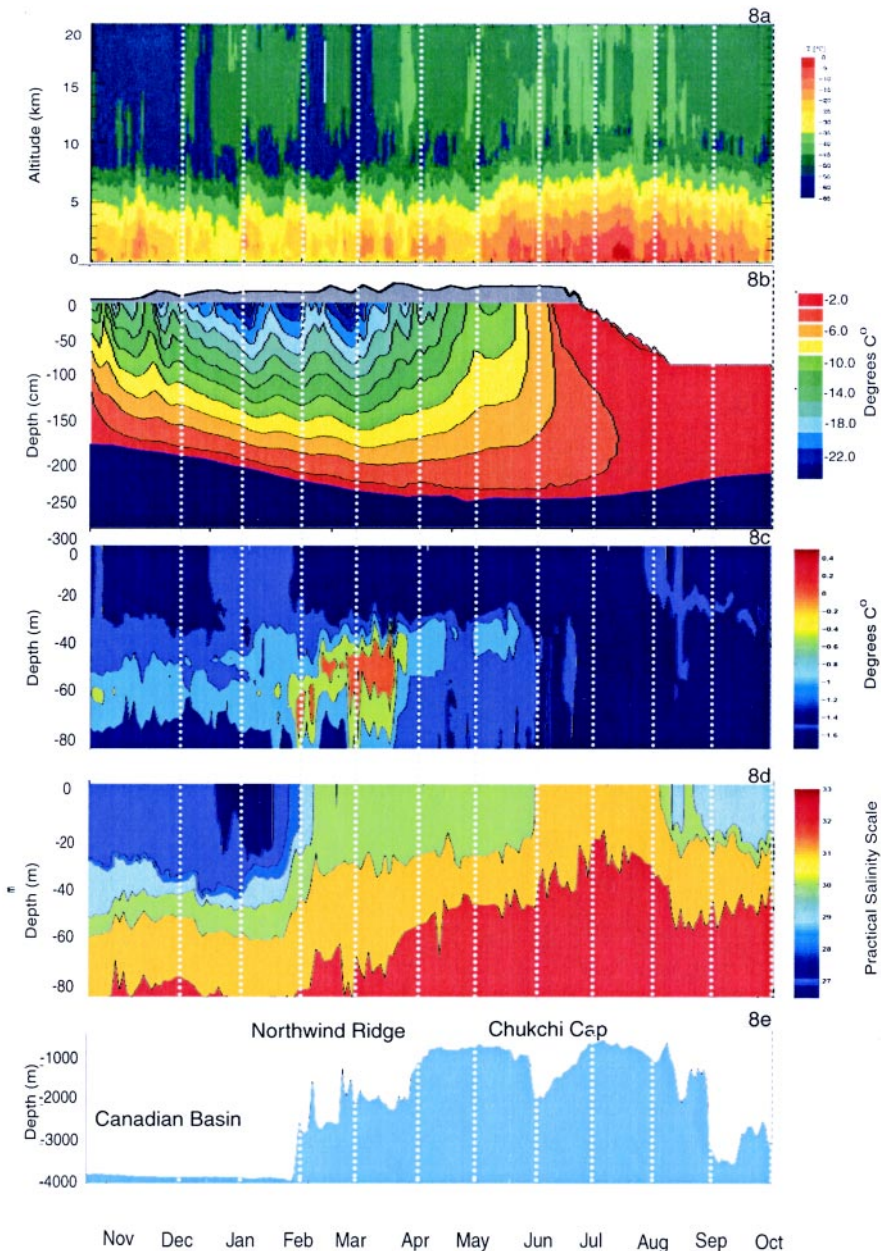 8a
Altitude (km)
20
15
10
5
0
T (°C)
8b
Depth (cm)
0
-50
-100
-150
-200
-250
-300
-2.0
-6.0
-10.0
-14.0
-18.0
-22.0
Degrees C°
8c
Depth (m)
0
-20
-40
-60
-80
0.4
0.2
0.0
-0.2
-0.4
-0.6
-0.8
-1
-1.2
-1.4
-1.6
Degrees C°
8d
Depth (m)
0
-20
-40
-60
-80
33
32
31
30
29
28
27
Practical Salinity Scale
8e
Northwind Ridge
Chukchi Cap
Canadian Basin
Depth (m)
-1000
-2000
-3000
-4000
Nov Dec Jan Feb Mar Apr May Jun Jul Aug Sep Oct